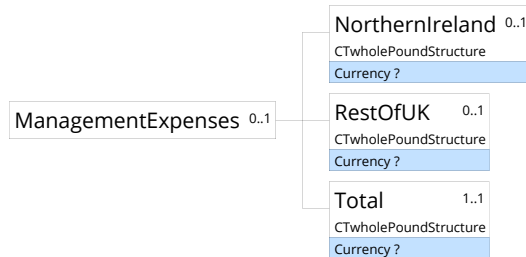 NorthernIreland 0..1
CTwholePoundStructure
Currency ?
ManagementExpenses 0..1
RestOfUK 0..1
CTwholePoundStructure
Currency ?
Total 1..1
CTwholePoundStructure
Currency ?